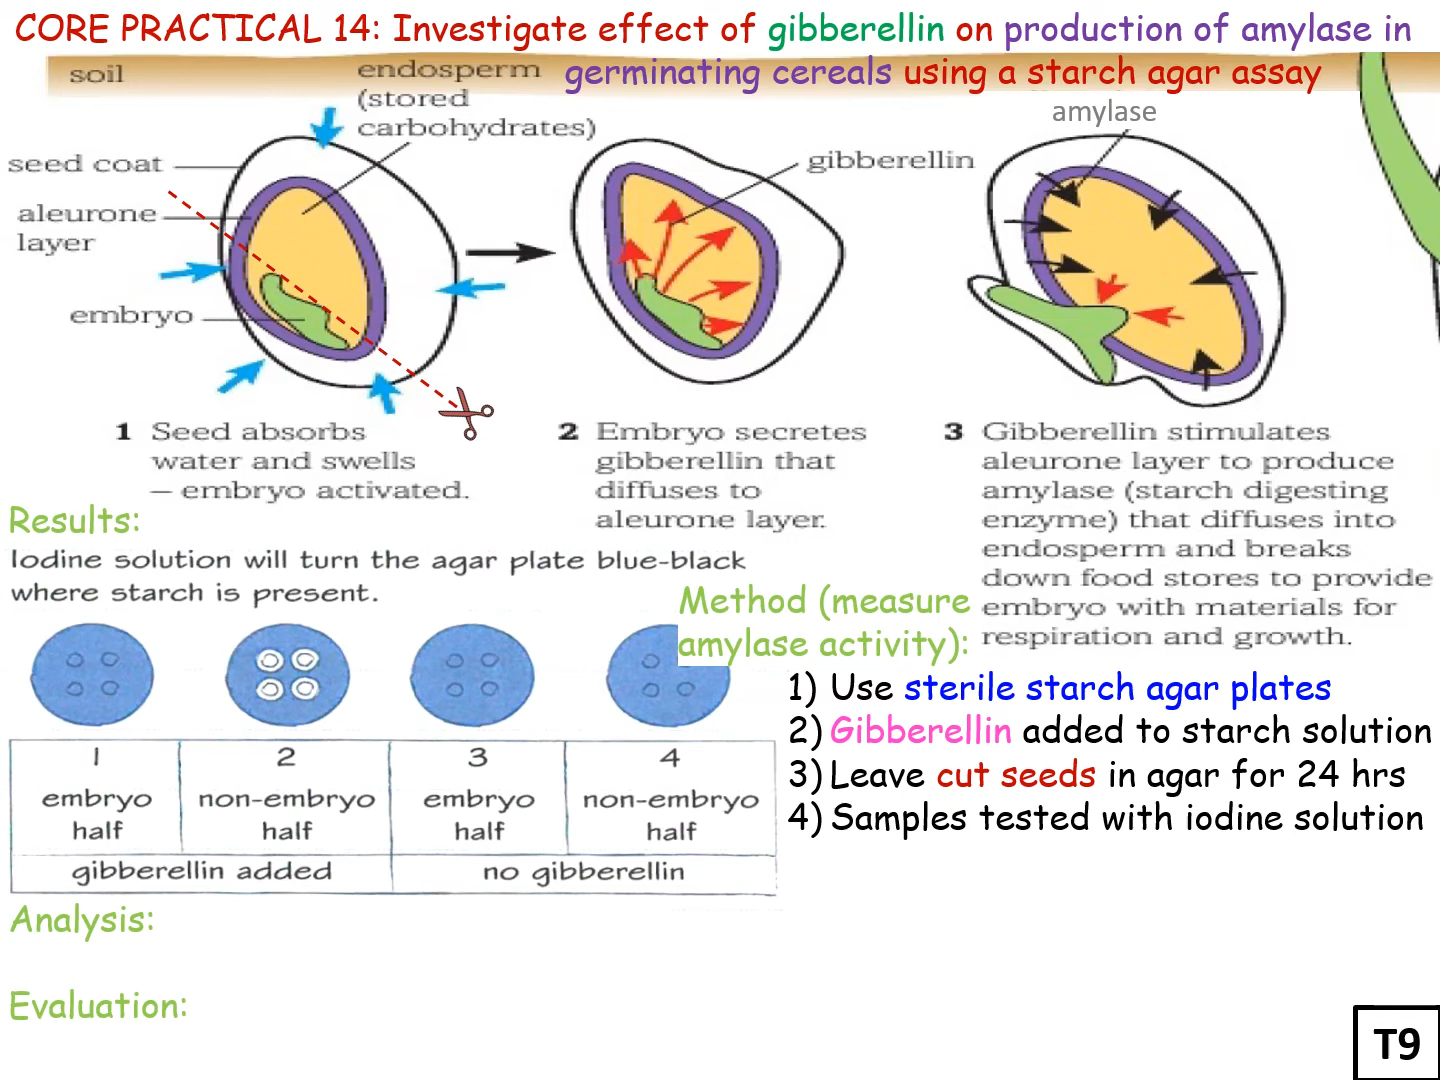 CORE PRACTICAL 14: Investigate effect of gibberellin on production of amylase in
germinating cereals using a starch agar assay
soil
endosperm
(stored
carbohydrates)
seed coat
aleurone
layer
embryo
gibberellin
amylase
1 Seed absorbs
water and swells
– embryo activated.
2 Embryo secretes
gibberellin that
diffuses to
aleurone layer.
3 Gibberellin stimulates
aleurone layer to produce
amylase (starch digesting
enzyme) that diffuses into
endosperm and breaks
down food stores to provide
embryo with materials for
respiration and growth.
Results:
Iodine solution will turn the agar plate blue-black
where starch is present.
1 2 3 4
embryo non-embryo embryo non-embryo
half half half half
gibberellin added no gibberellin
Method (measure
amylase activity):
1) Use sterile starch agar plates
2) Gibberellin added to starch solution
3) Leave cut seeds in agar for 24 hrs
4) Samples tested with iodine solution
Analysis:
Evaluation:
T9